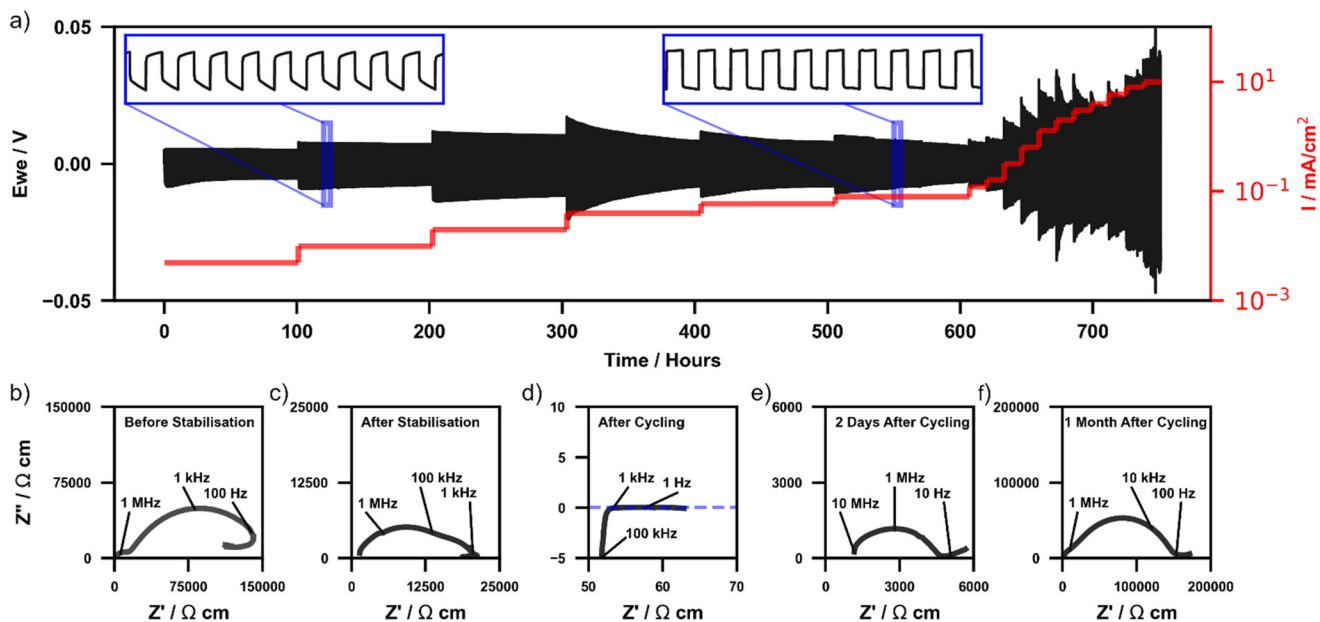 a)
0.05
0.00
−0.05
Ewe / V
10¹
10⁻¹
10⁻³
I / mA/cm²
0 100 200 300 400 500 600 700
Time / Hours
b) c) d) e) f)
150000
75000
0
Z'' / Ω cm
Before Stabilisation
1 MHz
1 kHz
100 Hz
0 75000 150000
Z' / Ω cm
25000
12500
0
After Stabilisation
1 MHz
100 kHz
1 kHz
0 12500 25000
Z' / Ω cm
10
5
0
−5
After Cycling
1 kHz
1 Hz
100 kHz
50 60 70
Z' / Ω cm
6000
3000
0
2 Days After Cycling
10 MHz
1 MHz
10 Hz
0 3000 6000
Z' / Ω cm
200000
100000
0
1 Month After Cycling
1 MHz
10 kHz
100 Hz
0 100000 200000
Z' / Ω cm